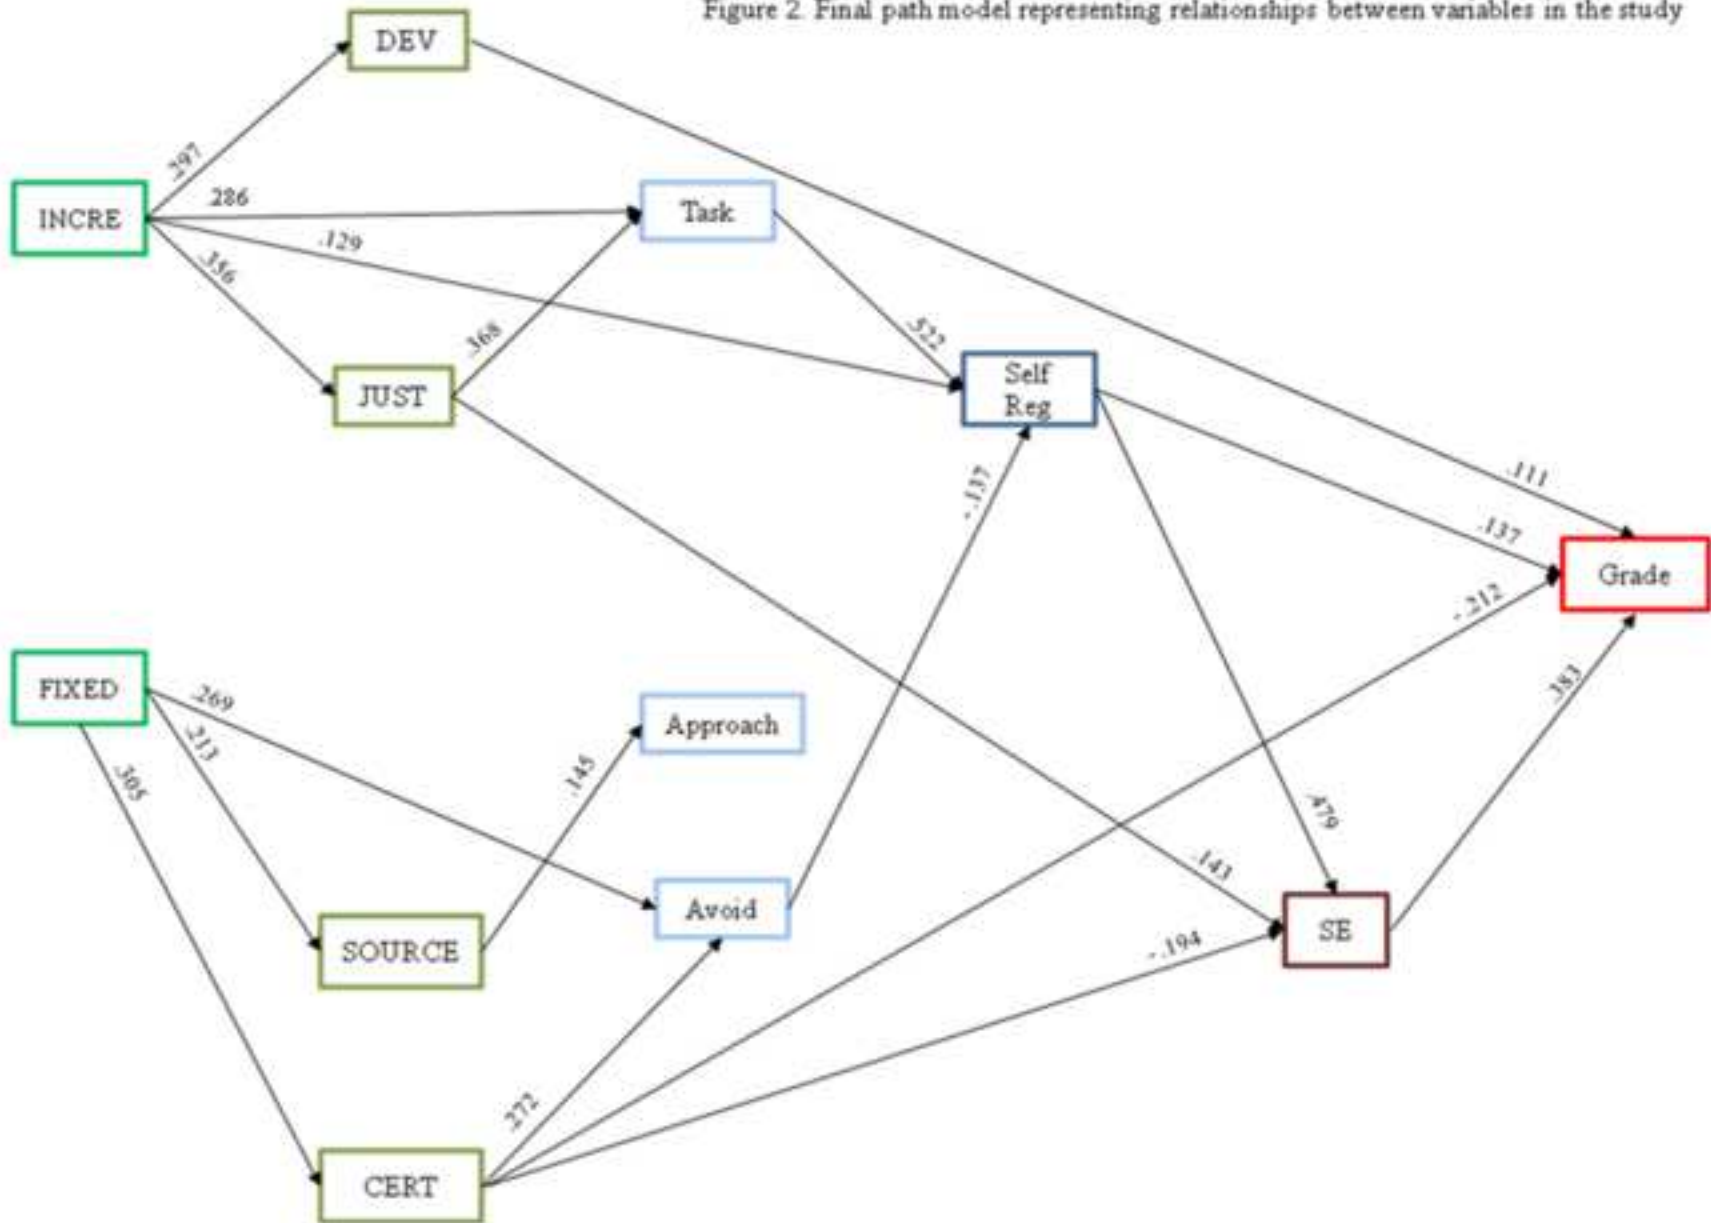 Figure 2. Final path model representing relationships between variables in the study
DEV
.297
INCRE
.286
Task
.129
.356
.368
.522
JUST
Self
Reg
.111
-.137
.137
Grade
-.212
FIXED
.269
.213
Approach
.383
.305
.145
.479
.143
Avoid
SE
SOURCE
-.194
.272
CERT